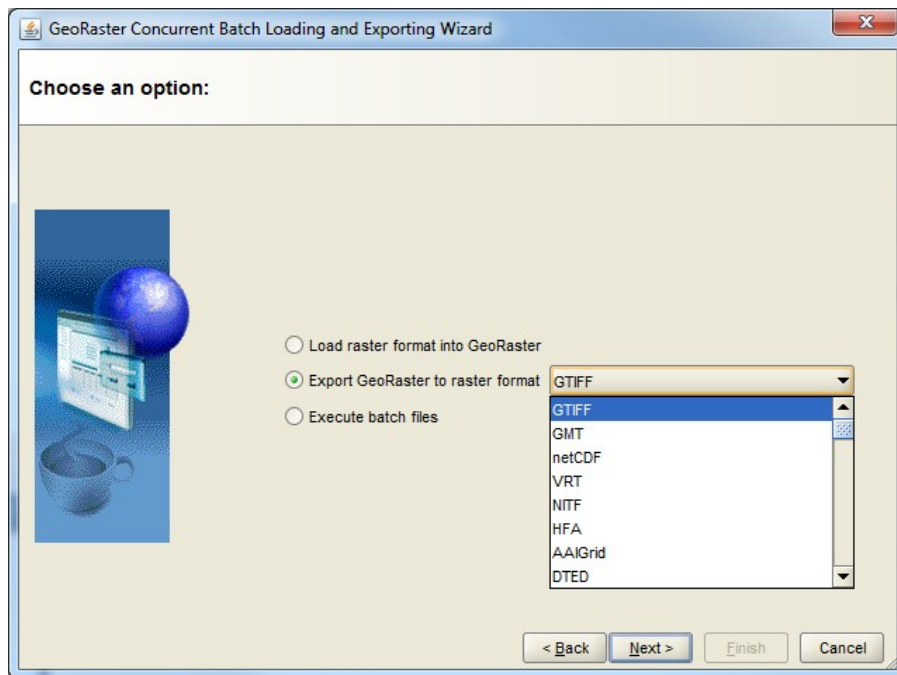 GeoRaster Concurrent Batch Loading and Exporting Wizard
Choose an option:
Load raster format into GeoRaster
Export GeoRaster to raster format GTIFF
Execute batch files
GTIFF
GMT
netCDF
VRT
NITF
HFA
AAIGrid
DTED
< Back Next > Finish Cancel